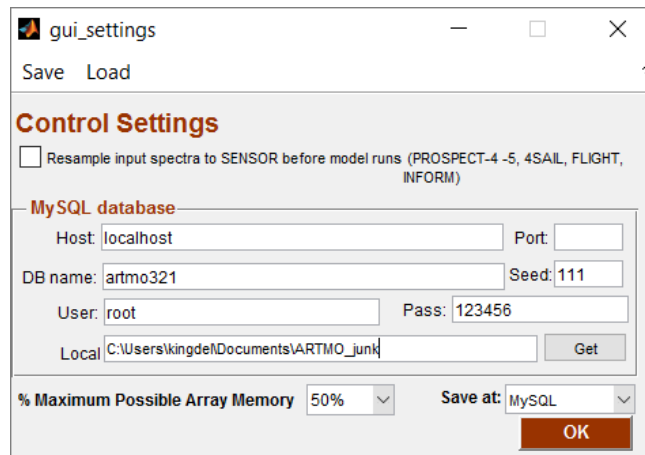 gui_settings
Save Load
Control Settings
Resample input spectra to SENSOR before model runs (PROSPECT-4 -5, 4SAIL, FLIGHT,
INFORM)
MySQL database
Host: localhost Port:
DB name: artmo321 Seed: 111
User: root Pass: 123456
Local C:\Users\kingdel\Documents\ARTMO_junk Get
% Maximum Possible Array Memory 50% Save at: MySQL
OK